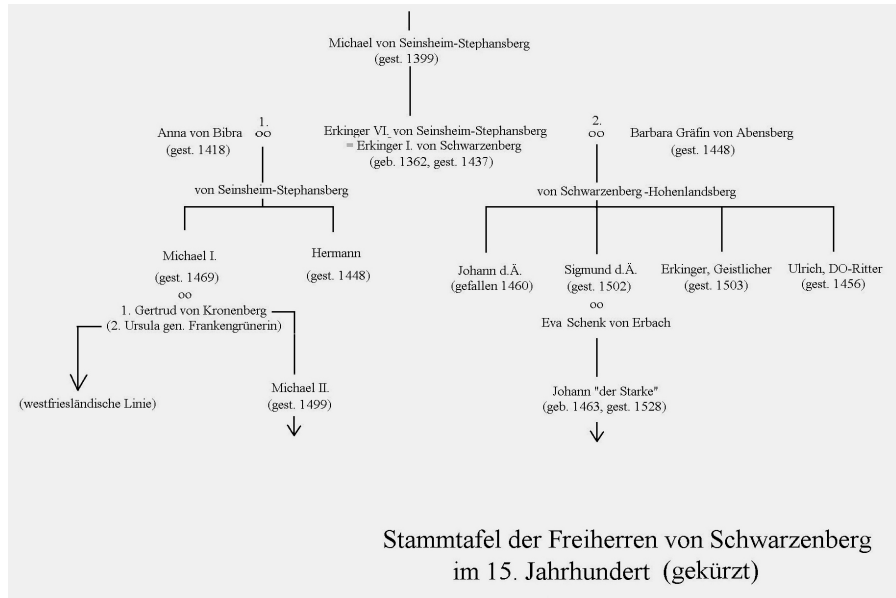 Michael von Seinsheim-Stephansberg
(gest. 1399)
Anna von Bibra
(gest. 1418)
1.
oo
Erkinger VI. von Seinsheim-Stephansberg
= Erkinger I. von Schwarzenberg
(geb. 1362, gest. 1437)
2.
oo
Barbara Gräfin von Abensberg
(gest. 1448)
von Seinsheim-Stephansberg
von Schwarzenberg-Hohenlandsberg
Michael I.
(gest. 1469)
oo
1. Gertrud von Kronenberg
(2. Ursula gen. Frankengrünerin)
Hermann
(gest. 1448)
Johann d.Ä.
(gefallen 1460)
Sigmund d.Ä.
(gest. 1502)
oo
Eva Schenk von Erbach
Erkinger, Geistlicher
(gest. 1503)
Ulrich, DO-Ritter
(gest. 1456)
(westfriesländische Linie)
Michael II.
(gest. 1499)
Johann "der Starke"
(geb. 1463, gest. 1528)
Stammtafel der Freiherren von Schwarzenberg
im 15. Jahrhundert (gekürzt)